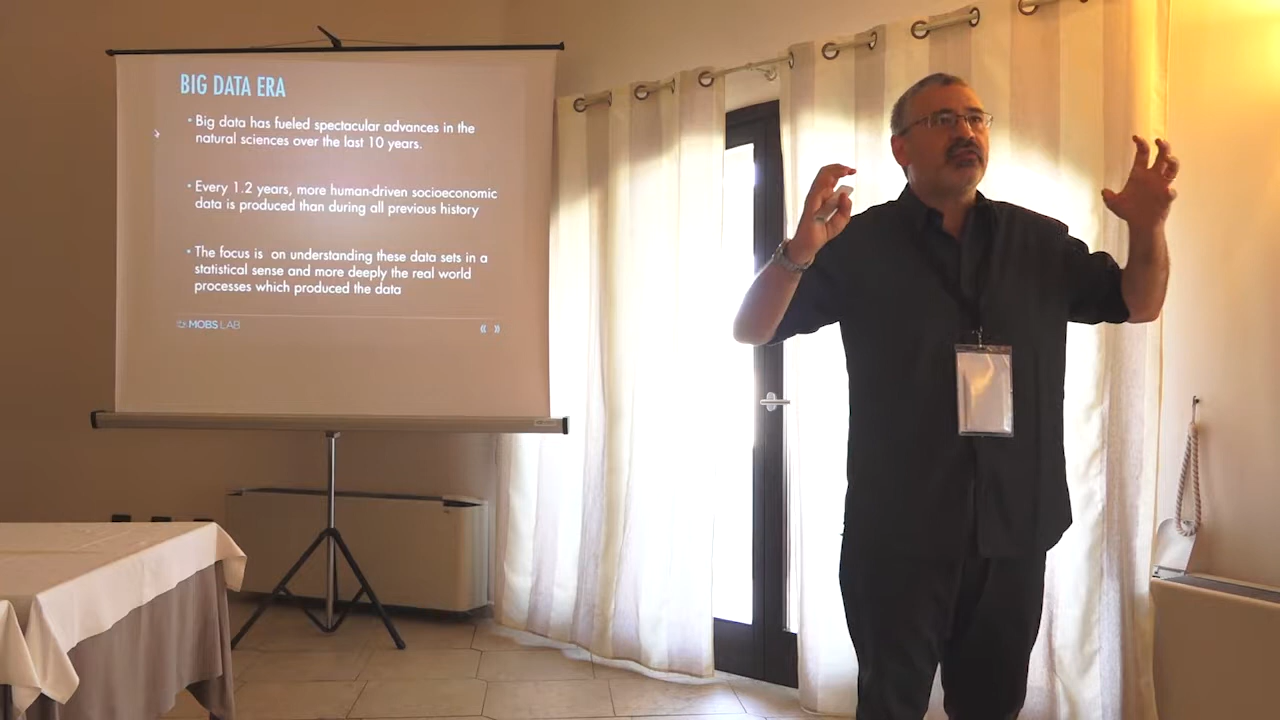 BIG DATA ERA
• Big data has fueled spectacular advances in the
natural sciences over the last 10 years.
• Every 1.2 years, more human-driven socioeconomic
data is produced than during all previous history
• The focus is on understanding these data sets in a
statistical sense and more deeply the real world
processes which produced the data
MOBS LAB
« »